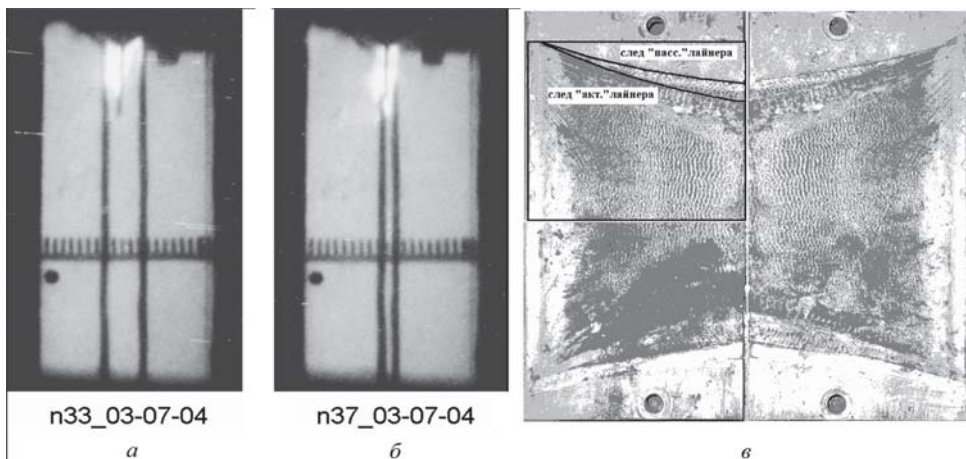 след "пасс."лайнера
след "акт."лайнера
n33_03-07-04
n37_03-07-04
а
б
в